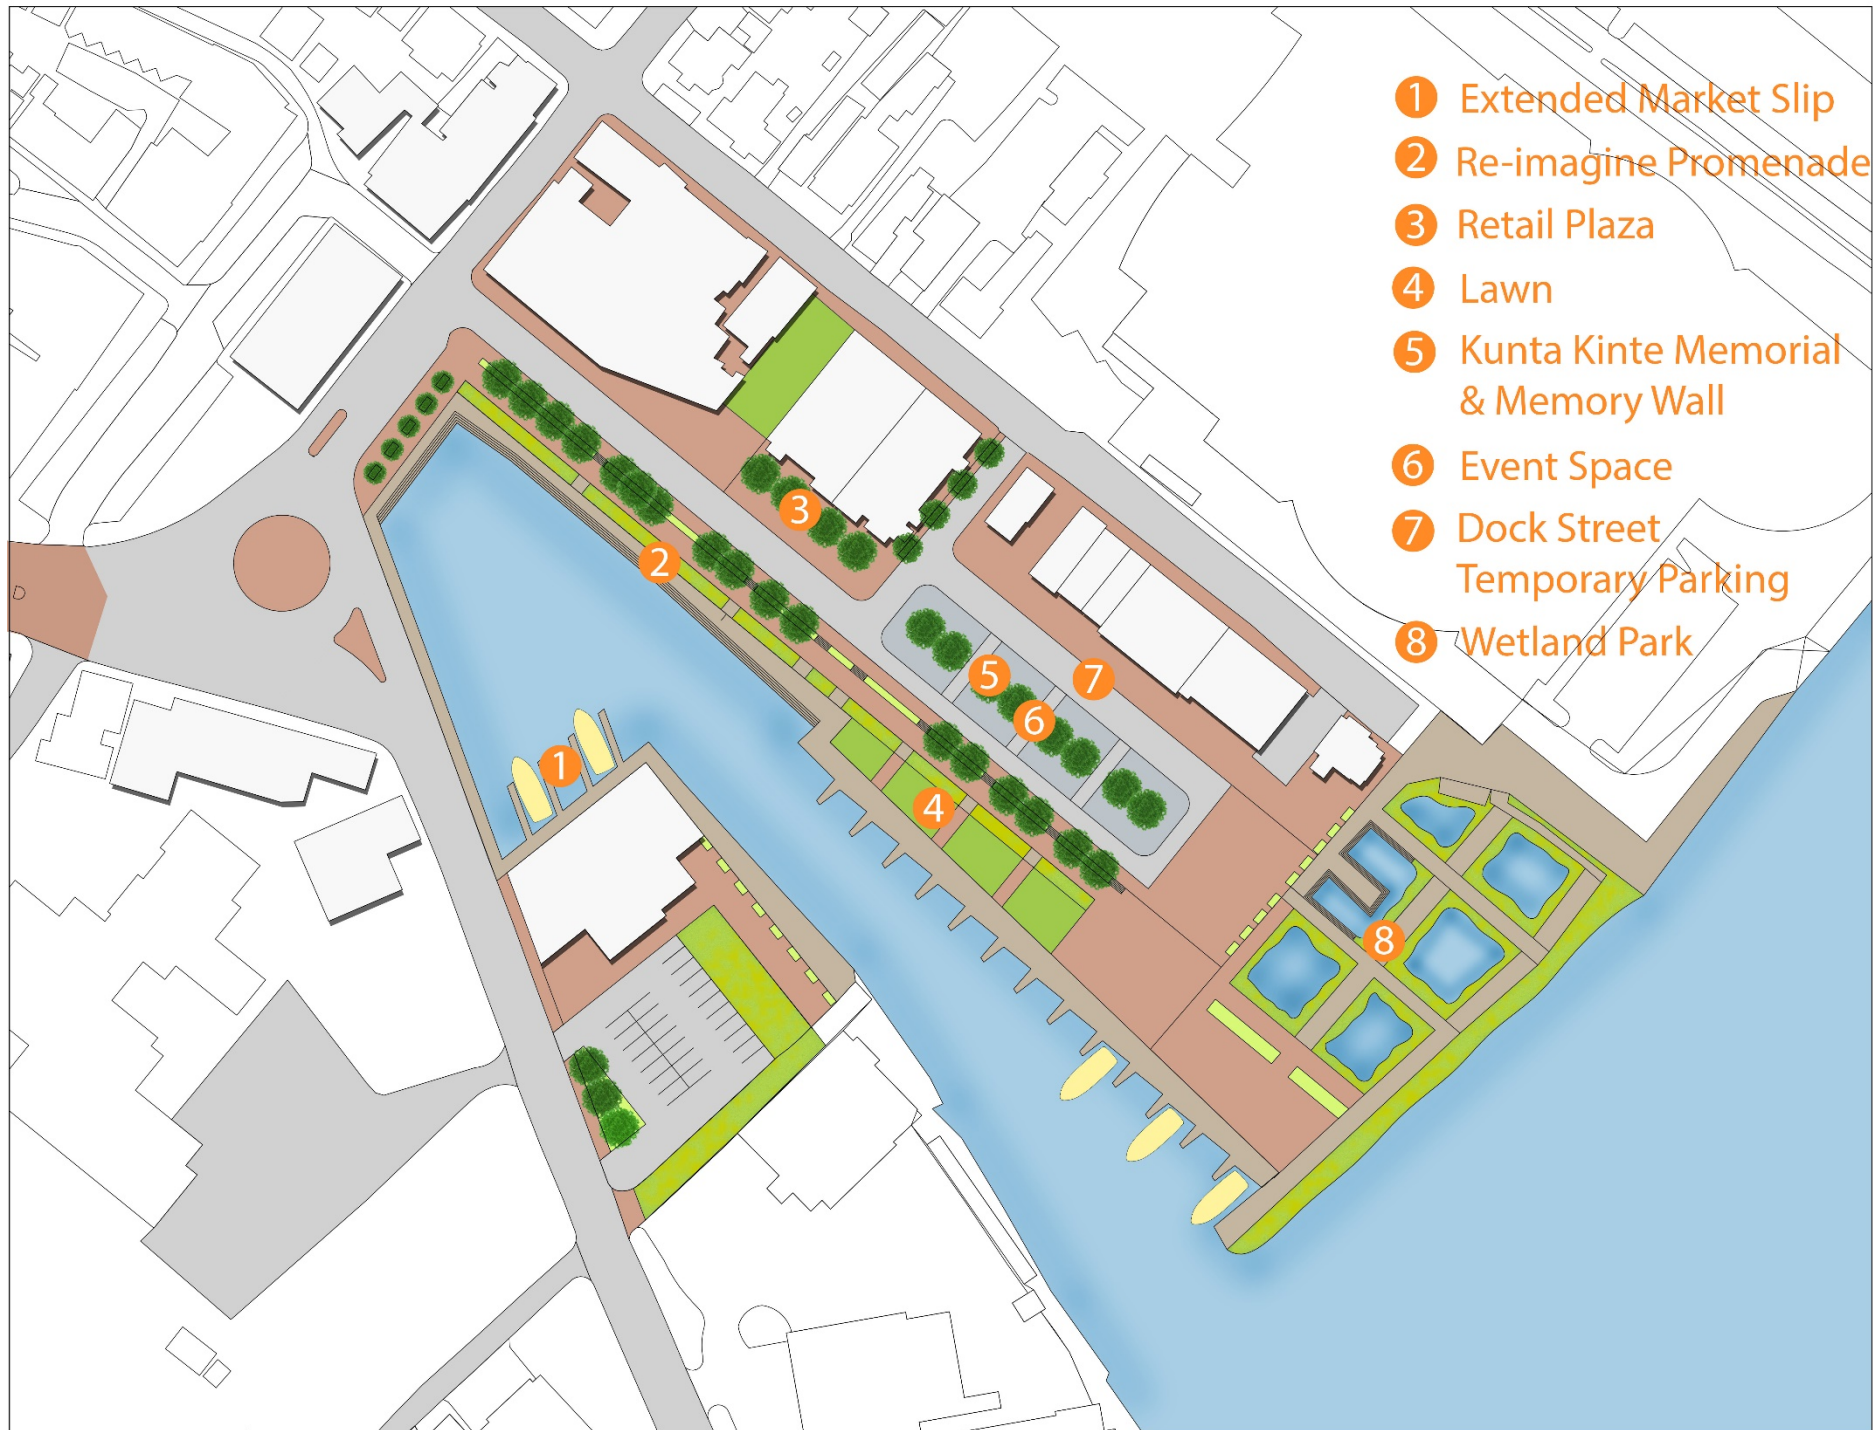 1 Extended Market Slip
2 Re-imagine Promenade
3 Retail Plaza
4 Lawn
5 Kunta Kinte Memorial
& Memory Wall
6 Event Space
7 Dock Street
Temporary Parking
8 Wetland Park
3
2
5
7
6
1
4
8
D